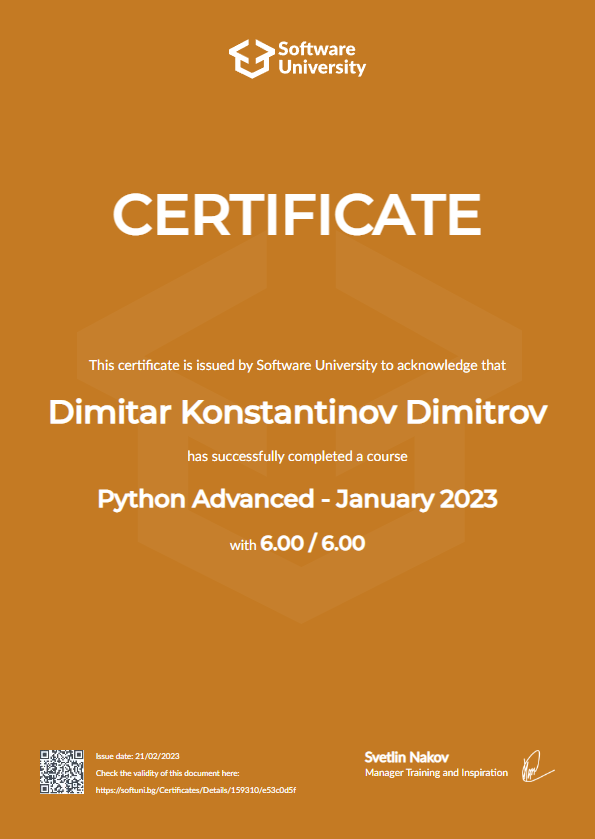 Software
University
CERTIFICATE
This certificate is issued by Software University to acknowledge that
Dimitar Konstantinov Dimitrov
has successfully completed a course
Python Advanced - January 2023
with 6.00 / 6.00
Issue date: 21/02/2023
Check the validity of this document here:
https://softuni.bg/Certificates/Details/159310/e53c0d5f
Svetlin Nakov
Manager Training and Inspiration